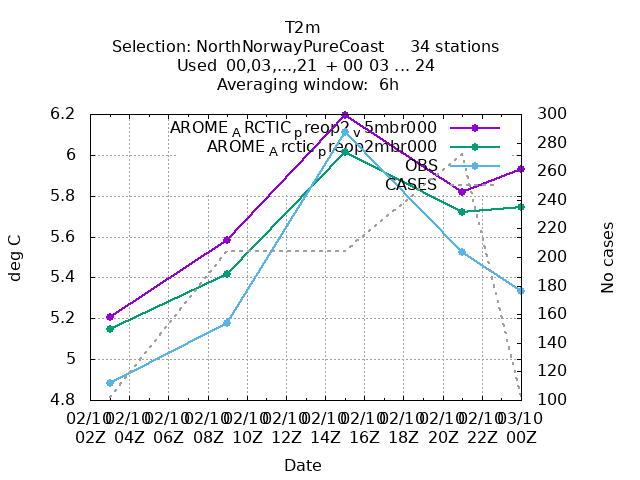 T2m
Selection: NorthNorwayPureCoast 34 stations
Used 00,03,...,21 + 00 03 ... 24
Averaging window: 6h
AROME_ARCTIC_preop2_v5mbr000
AROME_Arctic_preop2mbr000
OBS
CASES
6.2
6
5.8
5.6
5.4
5.2
5
4.8
deg C
300
280
260
240
220
200
180
160
140
120
100
No cases
02/10 02/10 02/10 02/10 02/10 02/10 02/10 02/10 02/10 02/10 02/10 03/10
02Z 04Z 06Z 08Z 10Z 12Z 14Z 16Z 18Z 20Z 22Z 00Z
Date